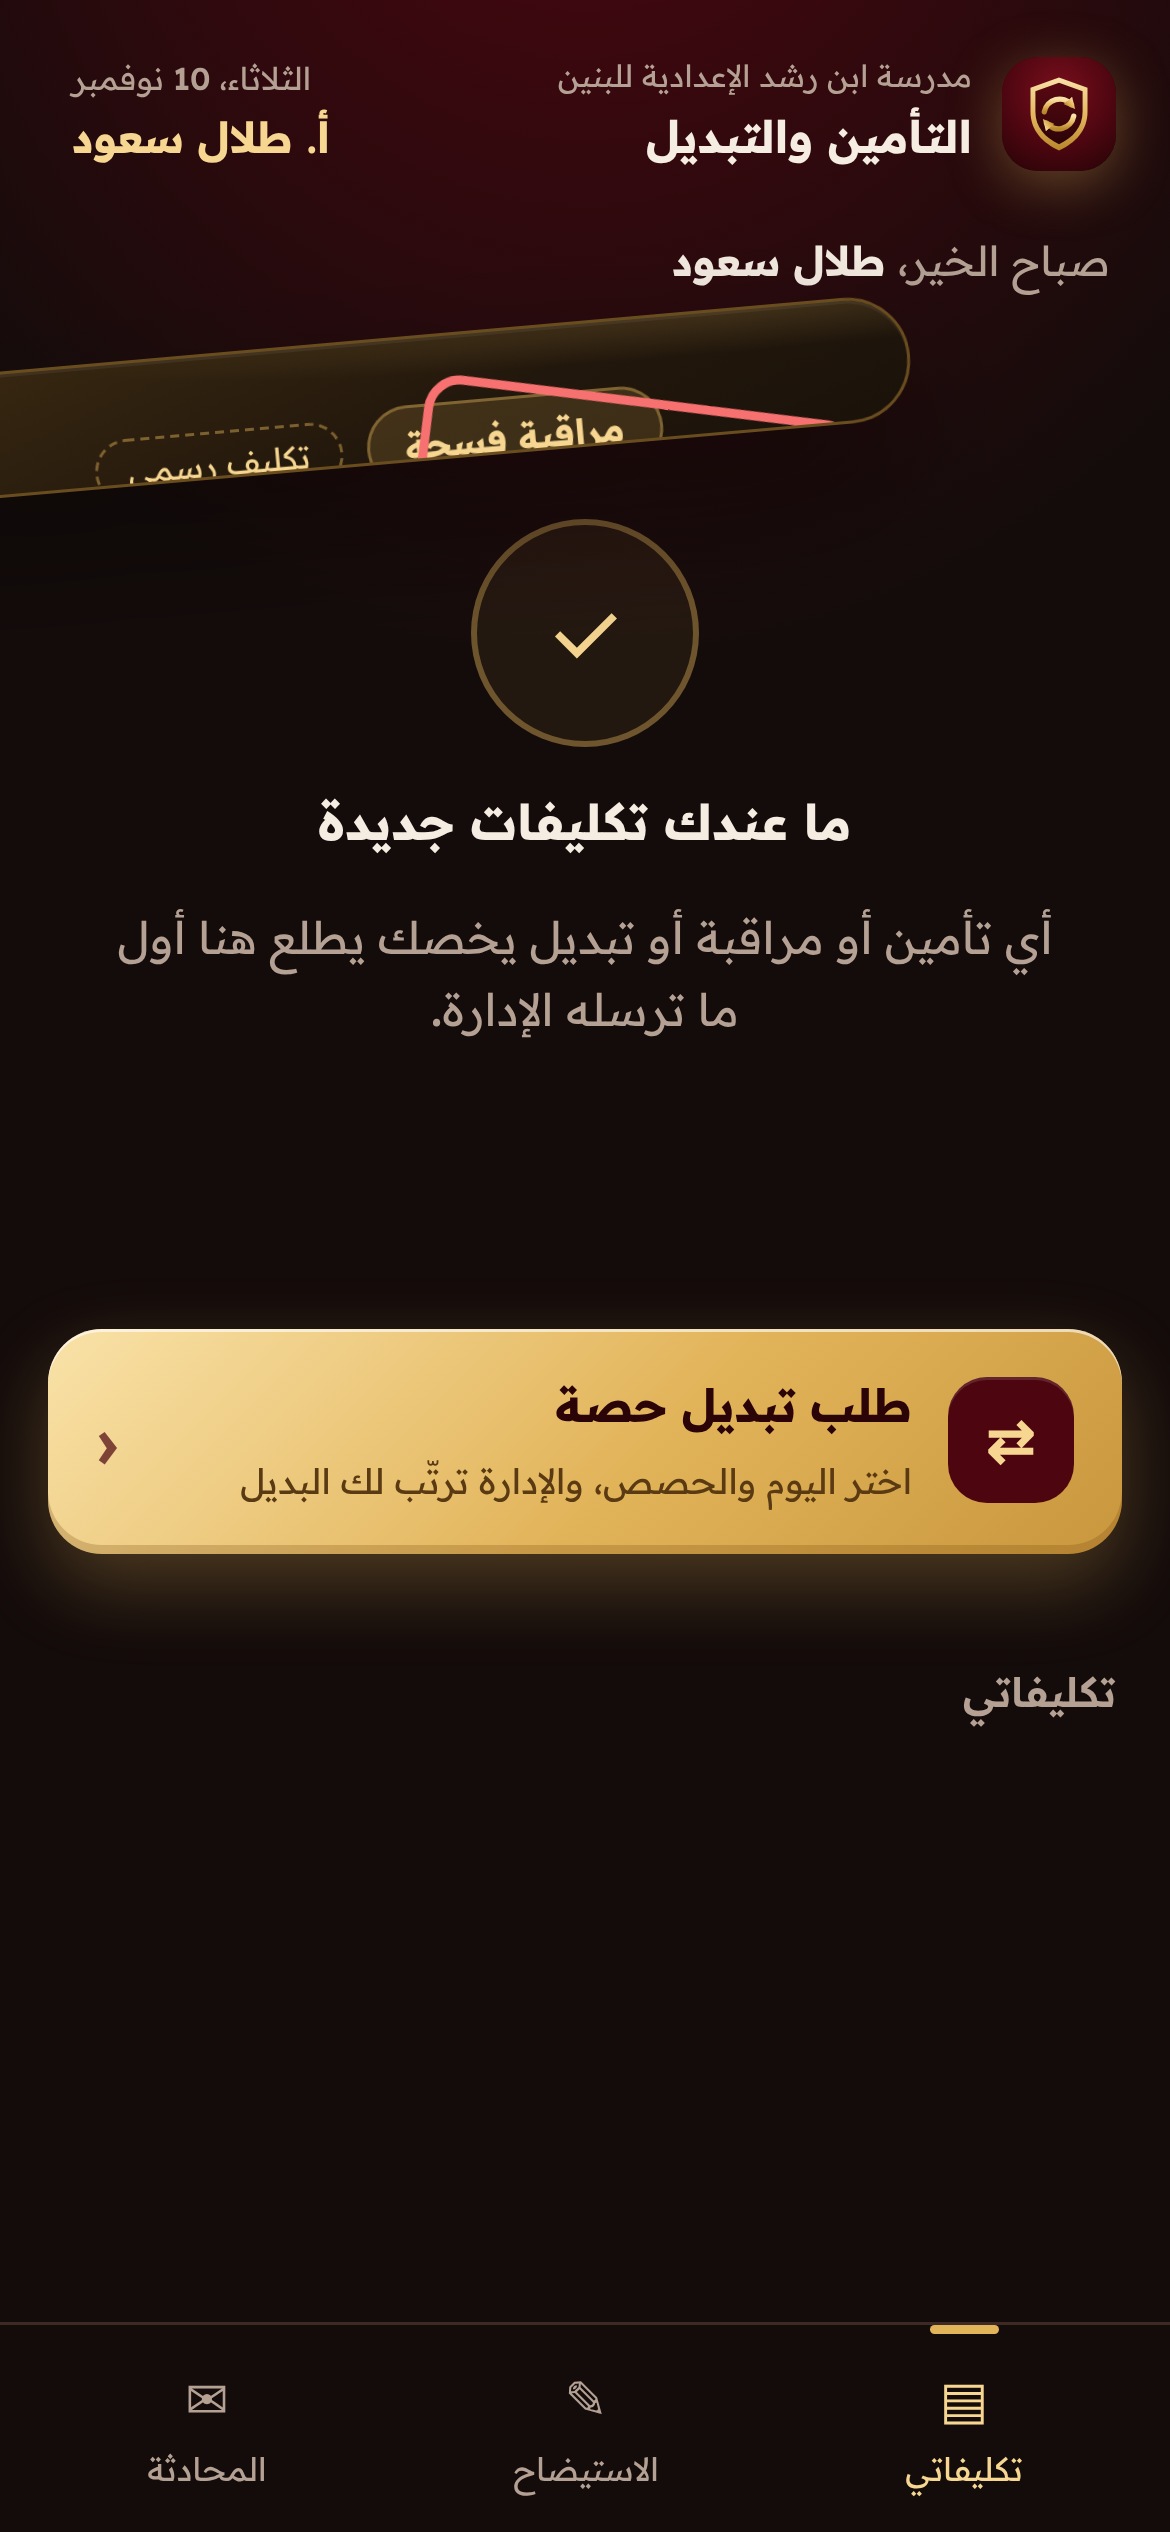 مدرسة ابن رشد الإعدادية للبنين
التأمين والتبديل
الثلاثاء، 10 نوفمبر
أ. طلال سعود
صباح الخير، طلال سعود
مراقبة فسحة
تكليف رسمي
ما عندك تكليفات جديدة
أي تأمين أو مراقبة أو تبديل يخصك يطلع هنا أول
ما ترسله الإدارة.
طلب تبديل حصة
اختر اليوم والحصص، والإدارة ترتّب لك البديل
تكليفاتي
تكليفاتي
الاستيضاح
المحادثة